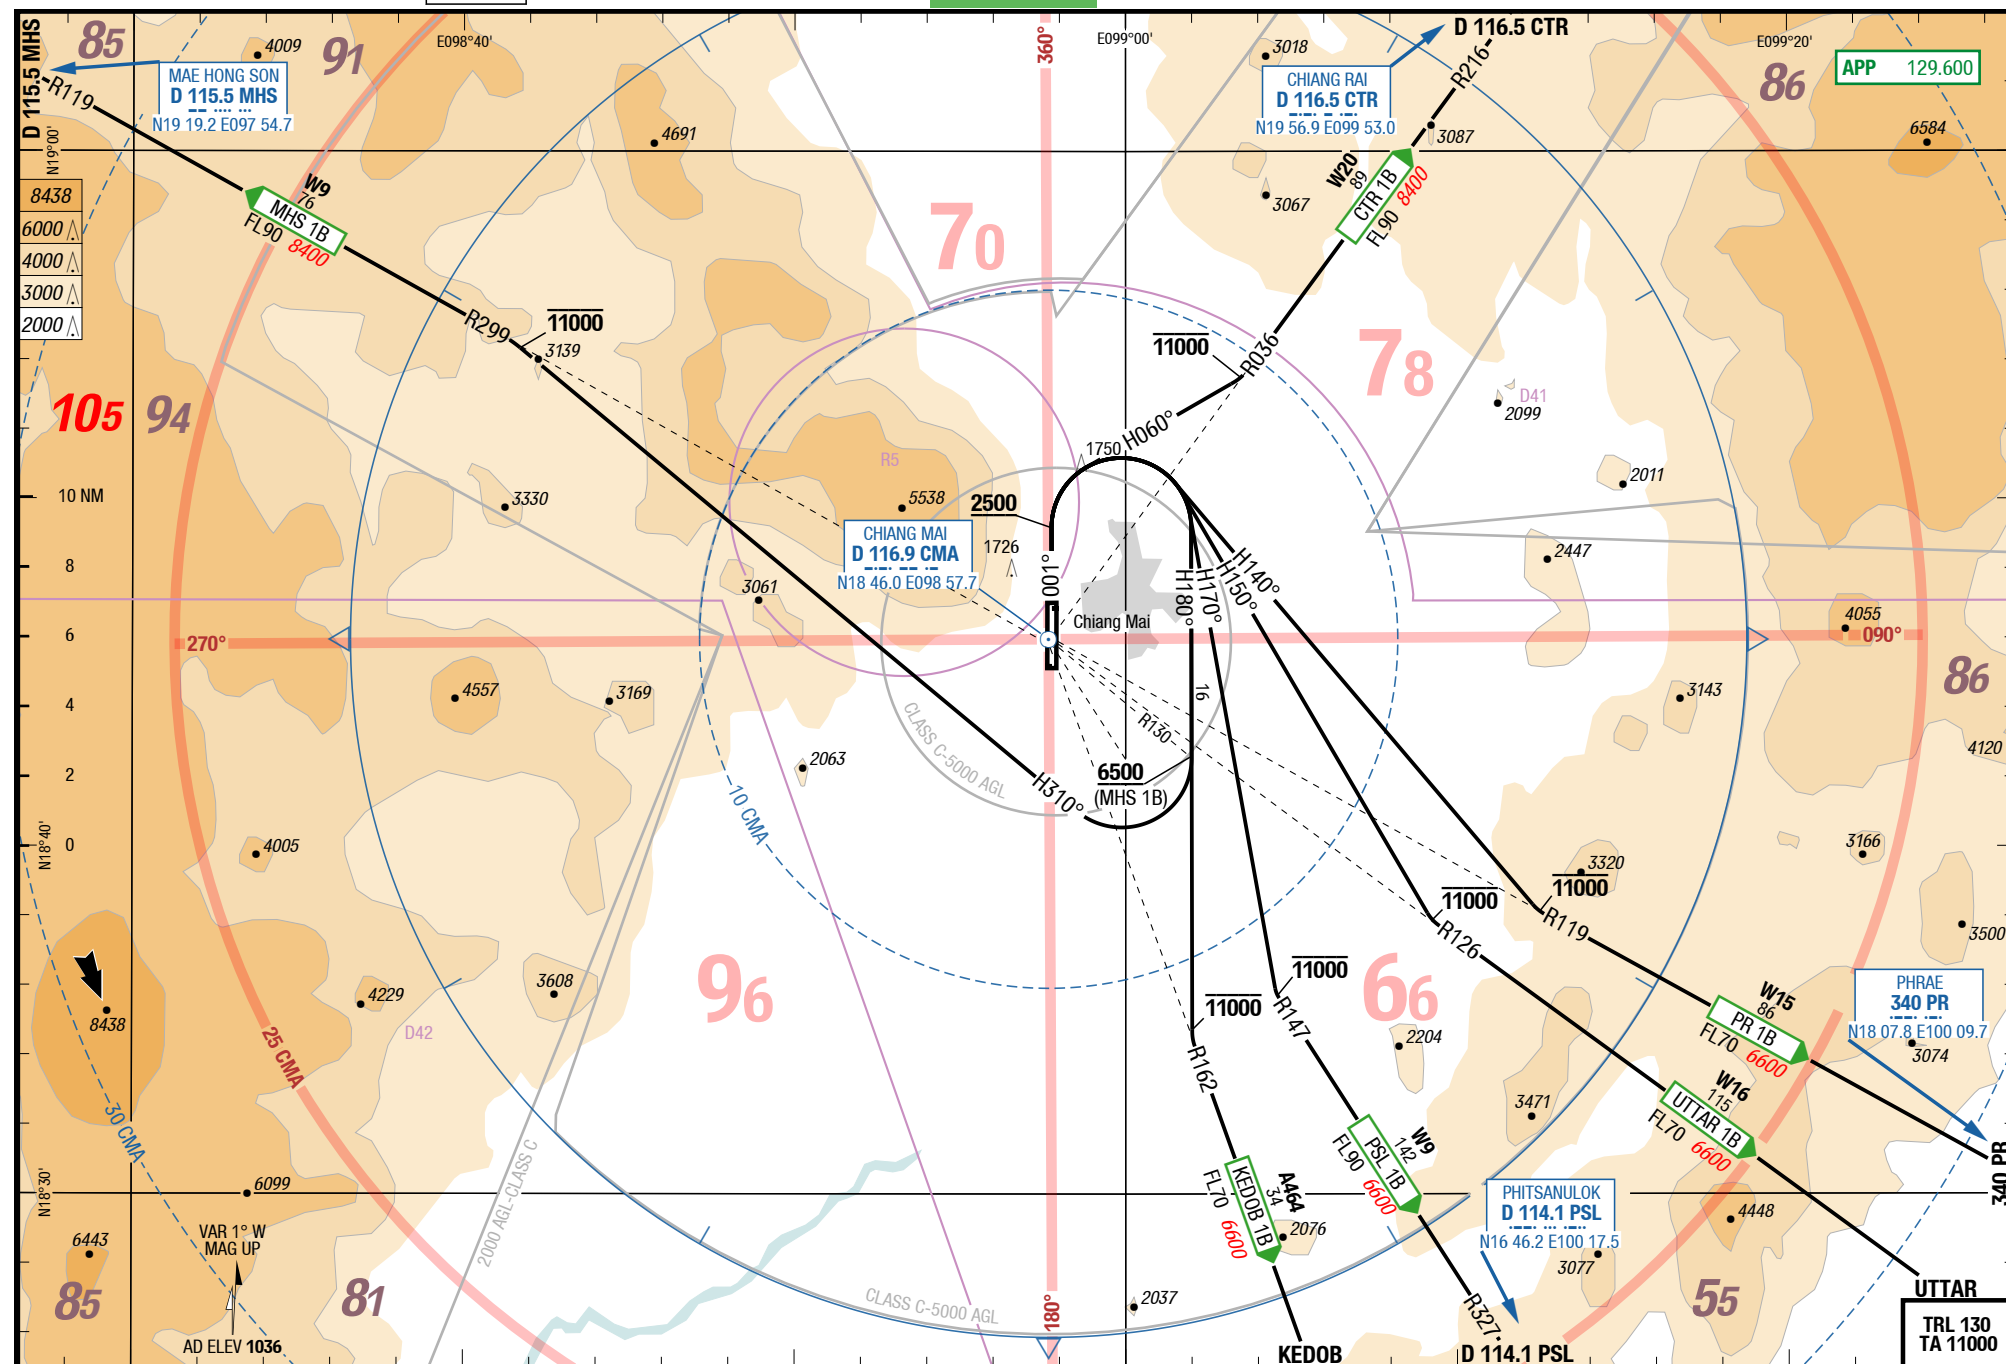 D 115.5 MHS
85
4009
91
E098°40'
360°
E099°00'
3018
D 116.5 CTR
E099°20'
86
APP 129.600
R119
MAE HONG SON
D 115.5 MHS
N19 19.2 E097 54.7
CHIANG RAI
D 116.5 CTR
N19 56.9 E099 53.0
R216
3087
6584
N19°00'
4691
8438
6000
4000
3000
2000
W9
76
MHS 1B
FL90 8400
70
3067
W20
89
CTR 1B
FL90 8400
R299
11000
3139
11000
R036
78
D41
2099
105
94
H060°
1750
R5
5538
2500
2011
10 NM
3330
CHIANG MAI
D 116.9 CMA
N18 46.0 E098 57.7
1726
001°
H180°
H170°
H150°
H140°
2447
8
3061
Chiang Mai
6
270°
4055
090°
4557
3169
16
R130
3143
86
4
CLASS C-5000 AGL
2063
6500
(MHS 1B)
4120
2
10 CMA
H310°
N18°40'
0
4005
3320
11000
3166
11000
R119
R126
3500
8438
4229
3608
D42
96
11000
11000
66
R147
R162
2204
W15
86
PR 1B
FL70 6600
PHRAE
340 PR
N18 07.8 E100 09.7
3074
25 CMA
30 CMA
3471
W16
115
UTTAR 1B
FL70 6600
340 PR
W9
142
PSL 1B
FL90 6600
A464
34
KEDOB 1B
FL70 6600
2076
N18°30'
6099
2000 AGL-CLASS C
PHITSANULOK
D 114.1 PSL
N16 46.2 E100 17.5
4448
3077
VAR 1° W
MAG UP
6443
85
81
CLASS C-5000 AGL
180°
2037
R327
55
UTTAR
AD ELEV 1036
KEDOB
D 114.1 PSL
TRL 130
TA 11000